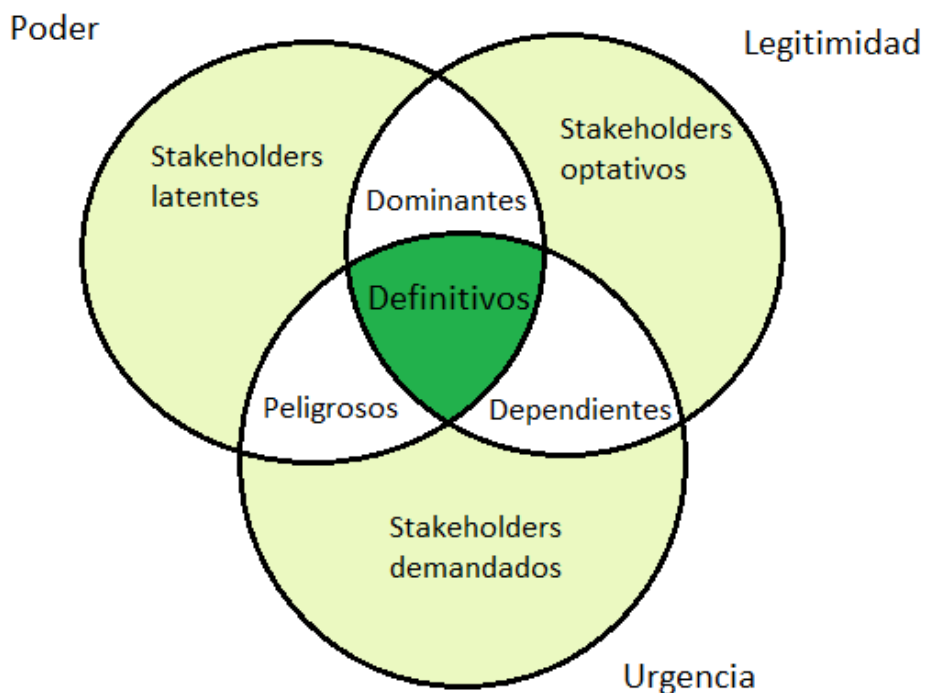 Poder
Legitimidad
Stakeholders
latentes
Stakeholders
optativos
Dominantes
Definitivos
Peligrosos
Dependientes
Stakeholders
demandados
Urgencia